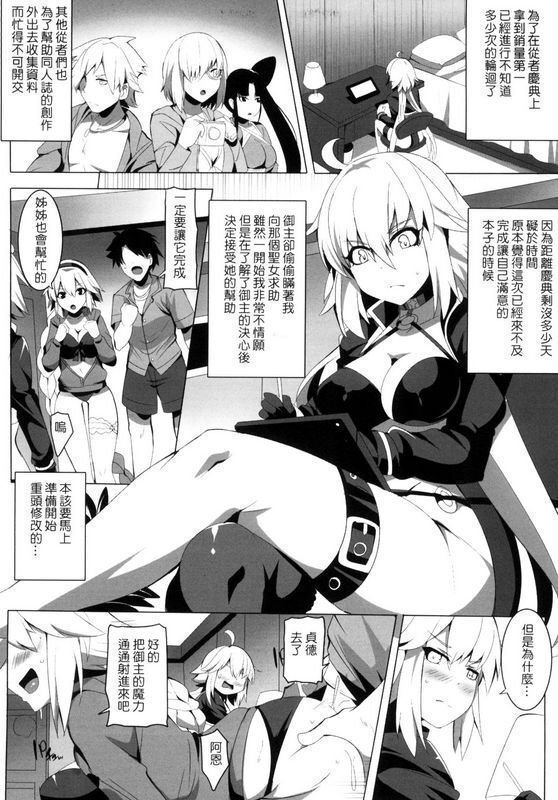 為了在從者慶典上
拿到銷量第一
已經進行不知道
多少次的輪迴了
其他從者們也
為了幫助同人誌的創作
外出去收集資料
而忙得不可開交
因為距離慶典剩沒多少天
礙於時間
原本覺得這次已經來不及
完成讓自己滿意的
本子的時候
御主卻偷偷瞞著我
向那個聖女求助
雖然一開始我非常不情願
但是在了解了御主的決心後
決定接受她的幫助
一定要讓它完成
姊姊也會幫忙的
嗚
本該要馬上
準備開始
重頭修改的…
但是為什麼…
貞德
去了
好的
把御主的魔力
通通射進來吧
阿恩